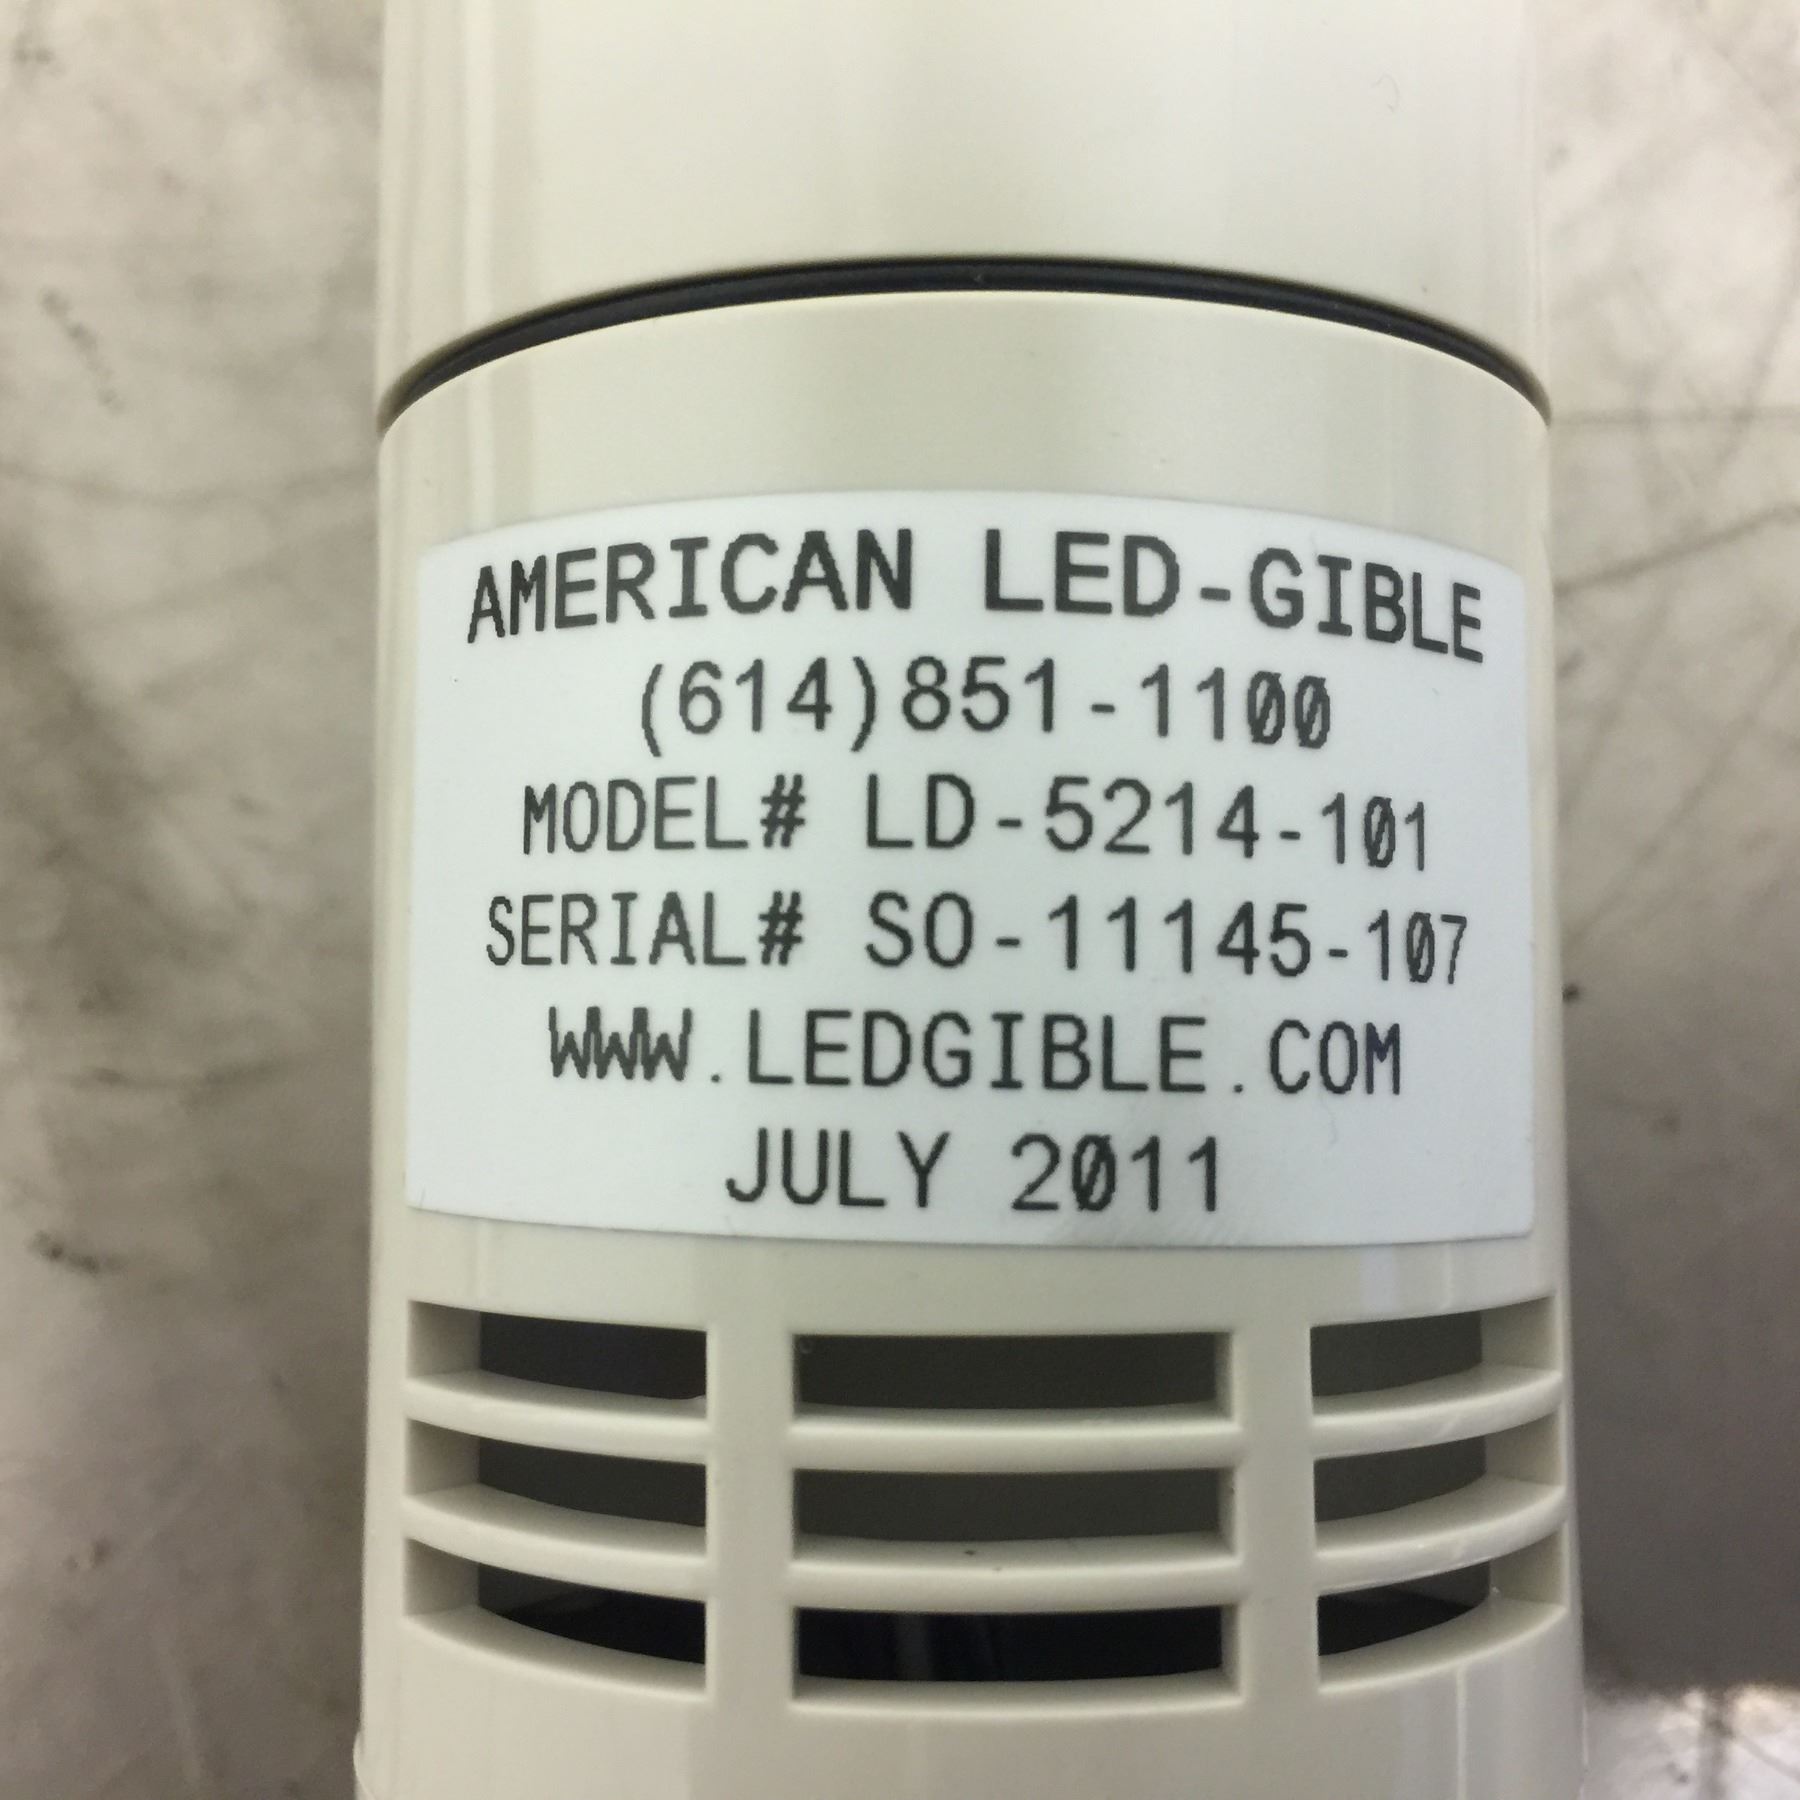 AMERICAN LED-GIBLE
(614)851-1100
MODEL# LD-5214-101
SERIAL# SO-11145-107
WWW.LEDGIBLE.COM
JULY 2011